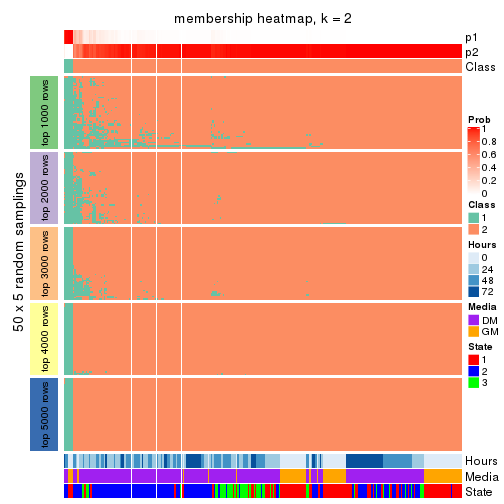 membership heatmap, k = 2
p1
p2
Class
50 x 5 random samplings
top 1000 rows
top 2000 rows
top 3000 rows
top 4000 rows
top 5000 rows
Hours
Media
State
Prob
1
0.8
0.6
0.4
0.2
0
Class
1
2
Hours
0
24
48
72
Media
DM
GM
State
1
2
3